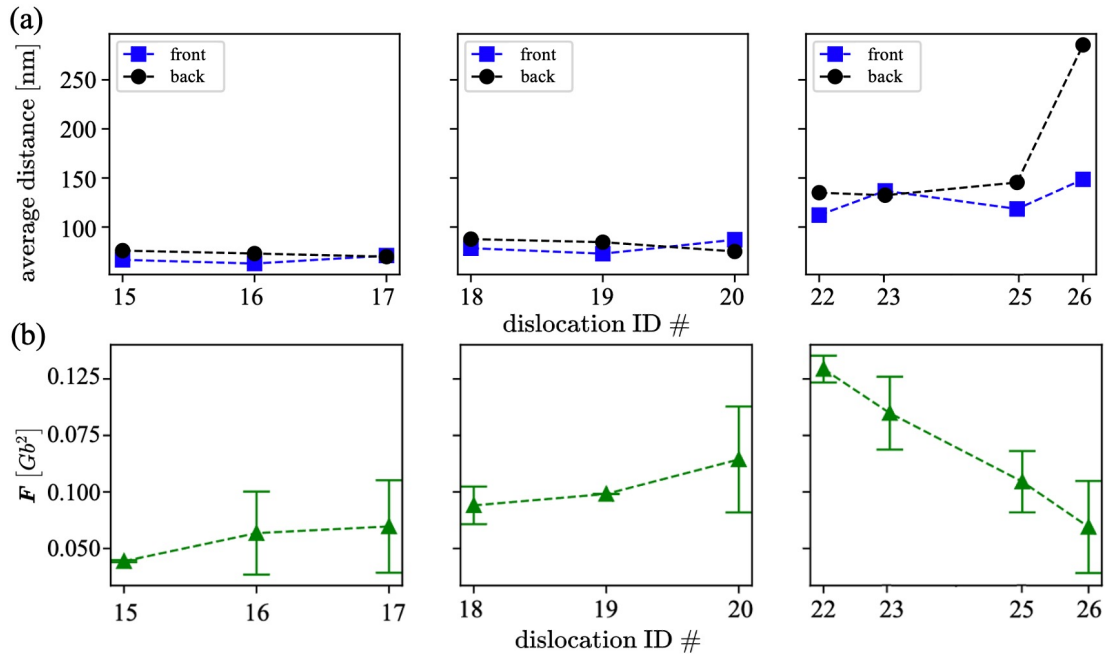 (a)
average distance [nm]
250
200
150
100
front
back
15 16 17
front
back
18 19 20
front
back
22 23 25 26
dislocation ID #
(b)
F [Gb²]
0.125
0.075
0.100
0.050
15 16 17
18 19 20
22 23 25 26
dislocation ID #